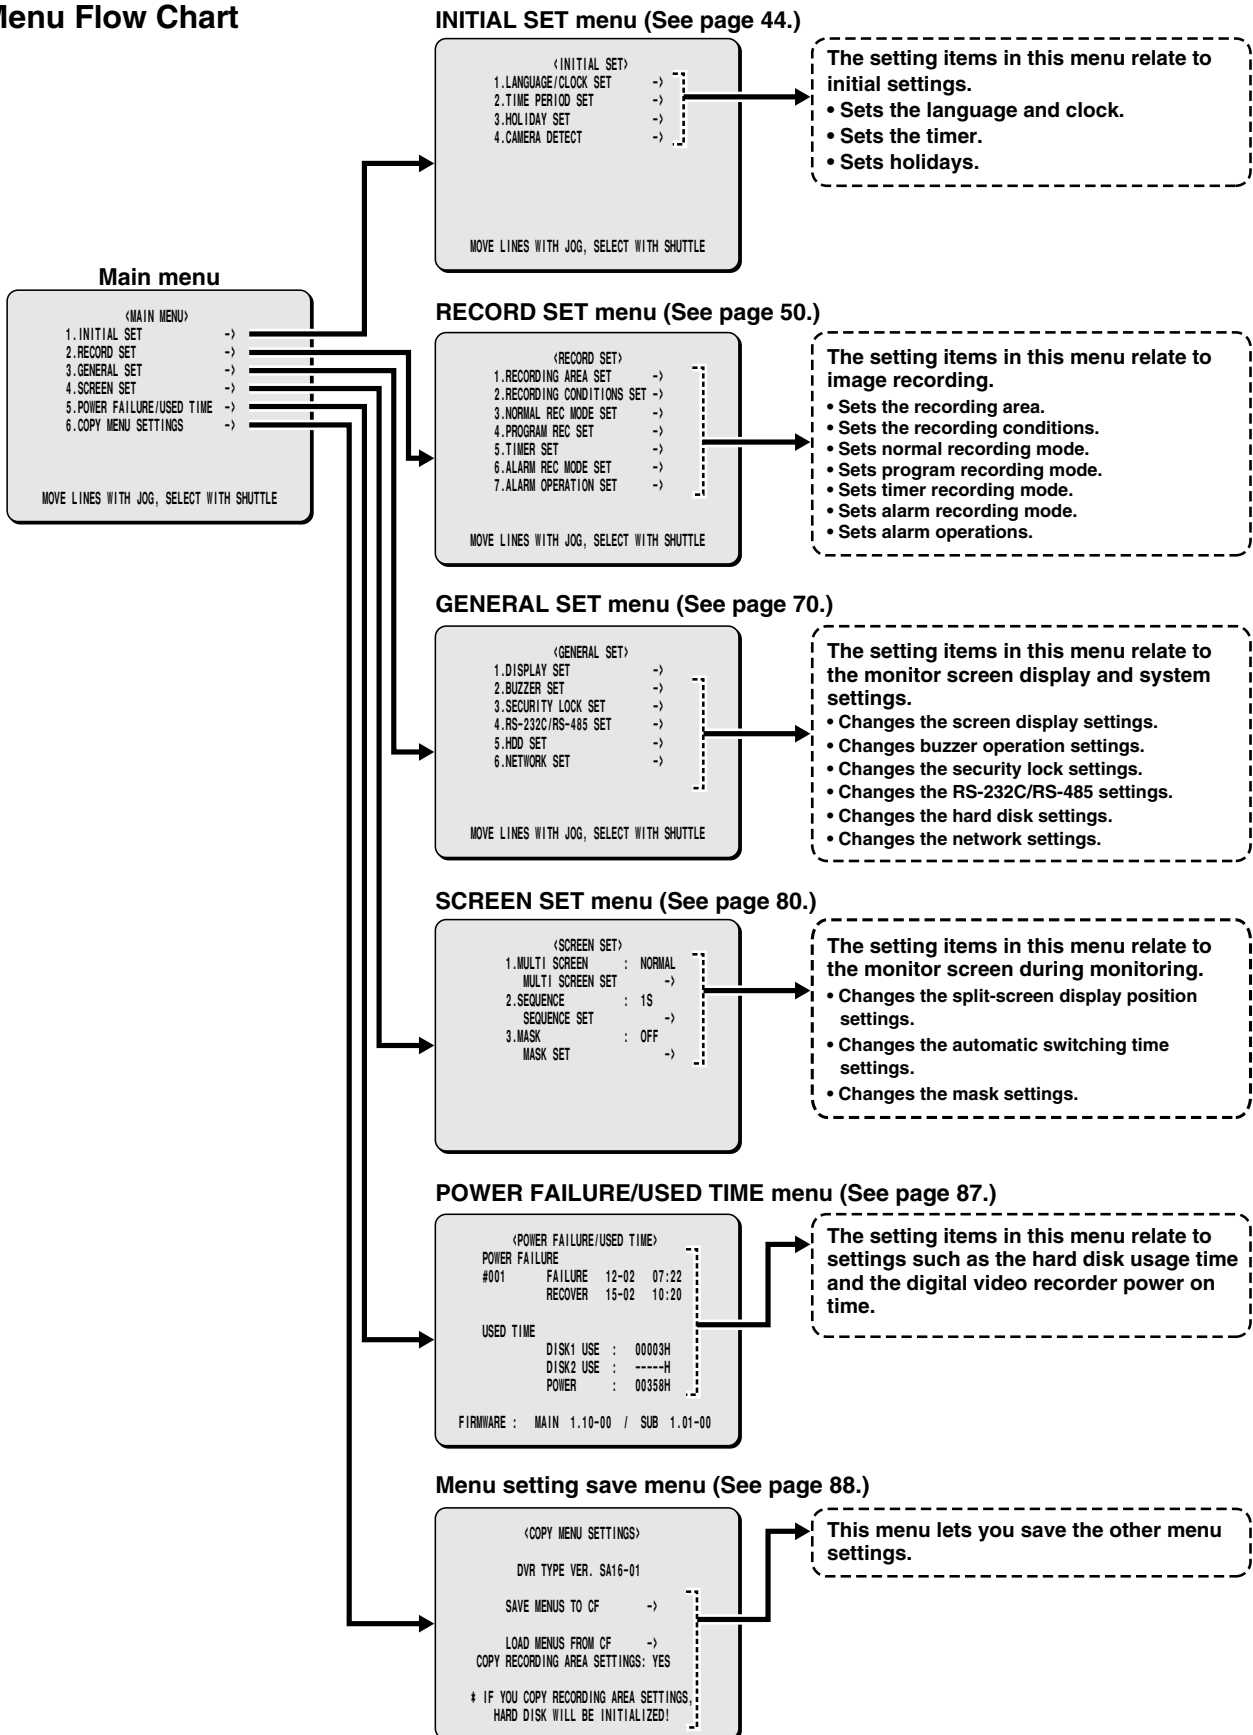 Menu Flow Chart
INITIAL SET menu (See page 44.)
<INITIAL SET>
1.LANGUAGE/CLOCK SET ->
2.TIME PERIOD SET ->
3.HOLIDAY SET ->
4.CAMERA DETECT ->
MOVE LINES WITH JOG, SELECT WITH SHUTTLE
The setting items in this menu relate to
initial settings.
• Sets the language and clock.
• Sets the timer.
• Sets holidays.
Main menu
<MAIN MENU>
1.INITIAL SET ->
2.RECORD SET ->
3.GENERAL SET ->
4.SCREEN SET ->
5.POWER FAILURE/USED TIME ->
6.COPY MENU SETTINGS ->
MOVE LINES WITH JOG, SELECT WITH SHUTTLE
RECORD SET menu (See page 50.)
<RECORD SET>
1.RECORDING AREA SET ->
2.RECORDING CONDITIONS SET ->
3.NORMAL REC MODE SET ->
4.PROGRAM REC SET ->
5.TIMER SET ->
6.ALARM REC MODE SET ->
7.ALARM OPERATION SET ->
MOVE LINES WITH JOG, SELECT WITH SHUTTLE
The setting items in this menu relate to
image recording.
• Sets the recording area.
• Sets the recording conditions.
• Sets normal recording mode.
• Sets program recording mode.
• Sets timer recording mode.
• Sets alarm recording mode.
• Sets alarm operations.
GENERAL SET menu (See page 70.)
<GENERAL SET>
1.DISPLAY SET ->
2.BUZZER SET ->
3.SECURITY LOCK SET ->
4.RS-232C/RS-485 SET ->
5.HDD SET ->
6.NETWORK SET ->
MOVE LINES WITH JOG, SELECT WITH SHUTTLE
The setting items in this menu relate to
the monitor screen display and system
settings.
• Changes the screen display settings.
• Changes buzzer operation settings.
• Changes the security lock settings.
• Changes the RS-232C/RS-485 settings.
• Changes the hard disk settings.
• Changes the network settings.
SCREEN SET menu (See page 80.)
<SCREEN SET>
1.MULTI SCREEN : NORMAL
MULTI SCREEN SET ->
2.SEQUENCE : 1S
SEQUENCE SET ->
3.MASK : OFF
MASK SET ->
The setting items in this menu relate to
the monitor screen during monitoring.
• Changes the split-screen display position
settings.
• Changes the automatic switching time
settings.
• Changes the mask settings.
POWER FAILURE/USED TIME menu (See page 87.)
<POWER FAILURE/USED TIME>
POWER FAILURE
#001 FAILURE 12-02 07:22
RECOVER 15-02 10:20
USED TIME
DISK1 USE : 00003H
DISK2 USE : -----H
POWER : 00358H
FIRMWARE : MAIN 1.10-00 / SUB 1.01-00
The setting items in this menu relate to
settings such as the hard disk usage time
and the digital video recorder power on
time.
Menu setting save menu (See page 88.)
<COPY MENU SETTINGS>
DVR TYPE VER. SA16-01
SAVE MENUS TO CF ->
LOAD MENUS FROM CF ->
COPY RECORDING AREA SETTINGS: YES
* IF YOU COPY RECORDING AREA SETTINGS,
HARD DISK WILL BE INITIALIZED!
This menu lets you save the other menu
settings.